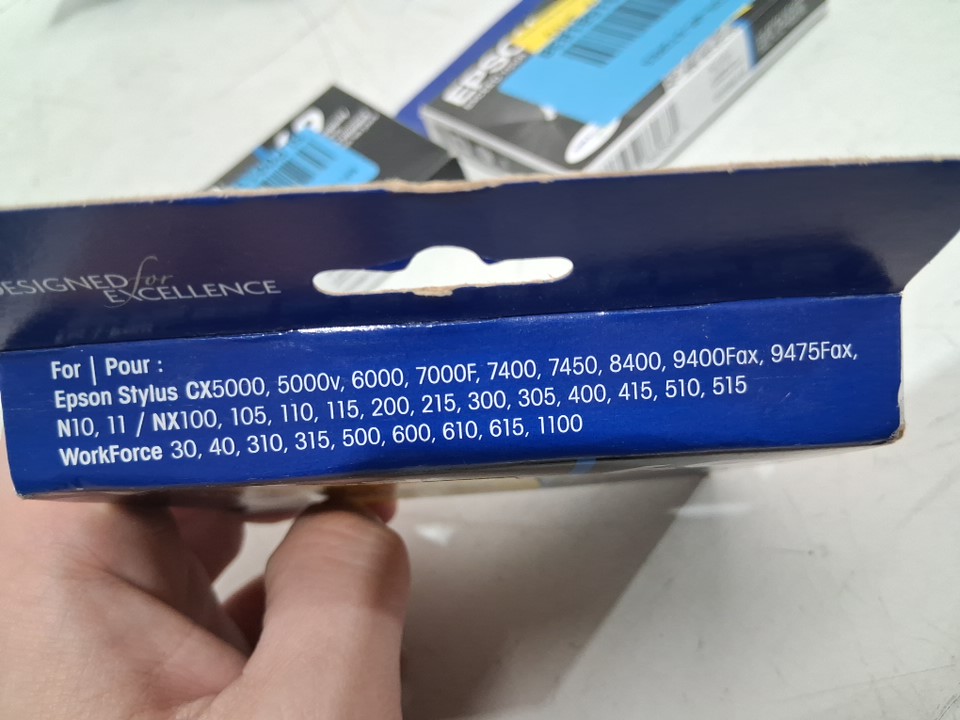 EPSON
DESIGNED for
EXCELLENCE
For | Pour :
Epson Stylus CX5000, 5000v, 6000, 7000F, 7400, 7450, 8400, 9400Fax, 9475Fax,
N10, 11 / NX100, 105, 110, 115, 200, 215, 300, 305, 400, 415, 510, 515
WorkForce 30, 40, 310, 315, 500, 600, 610, 615, 1100